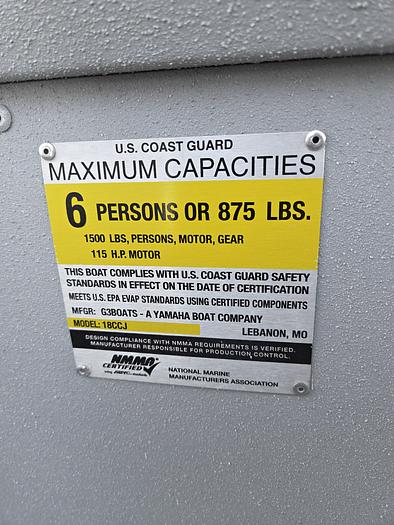 U.S. COAST GUARD
MAXIMUM CAPACITIES
6 PERSONS OR 875 LBS.
1500 LBS, PERSONS, MOTOR, GEAR
115 H.P. MOTOR
THIS BOAT COMPLIES WITH U.S. COAST GUARD SAFETY
STANDARDS IN EFFECT ON THE DATE OF CERTIFICATION
MEETS U.S. EPA EVAP STANDARDS USING CERTIFIED COMPONENTS
MFGR: G3BOATS - A YAMAHA BOAT COMPANY
MODEL: 18CCJ LEBANON, MO
DESIGN COMPLIANCE WITH NMMA REQUIREMENTS IS VERIFIED.
MANUFACTURER RESPONSIBLE FOR PRODUCTION CONTROL.
NMMA
CERTIFIED
NATIONAL MARINE
MANUFACTURERS ASSOCIATION